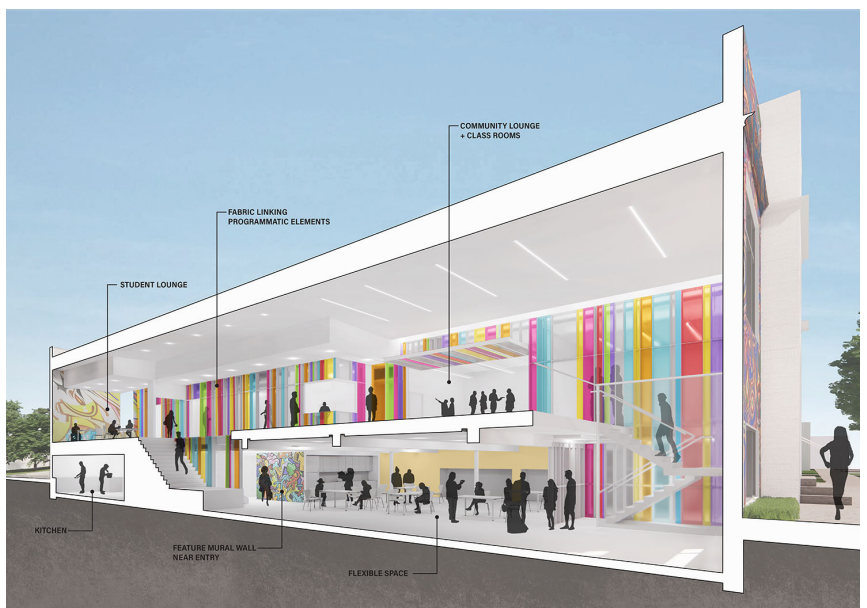 COMMUNITY LOUNGE
+ CLASS ROOMS
FABRIC LINKING
PROGRAMMATIC ELEMENTS
STUDENT LOUNGE
KITCHEN
FEATURE MURAL WALL
NEAR ENTRY
FLEXIBLE SPACE